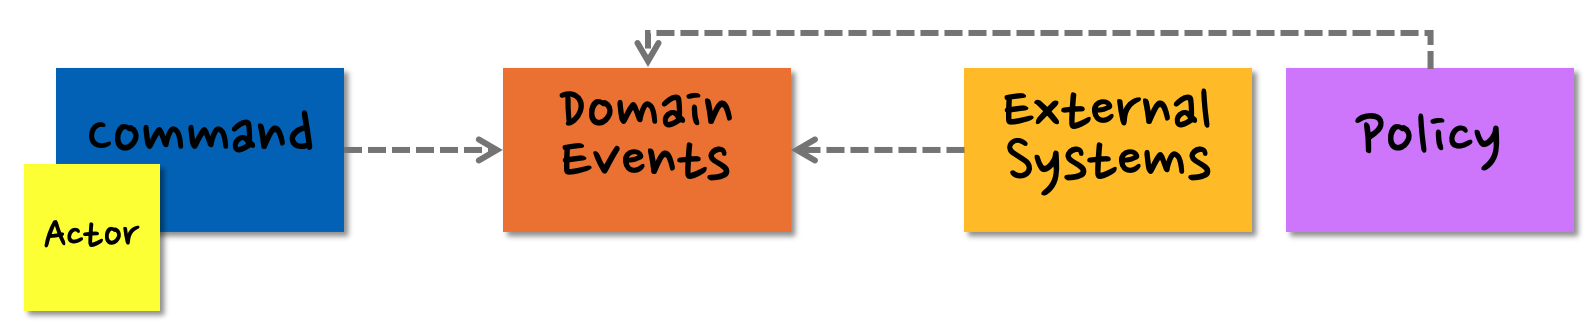 Command
Actor
Domain
Events
External
Systems
Policy